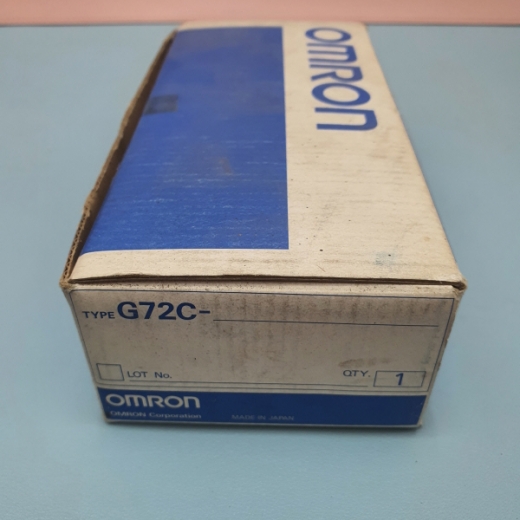 OMRON
TYPE G72C-
LOT No.
QTY. 1
OMRON
OMRON Corporation
MADE IN JAPAN